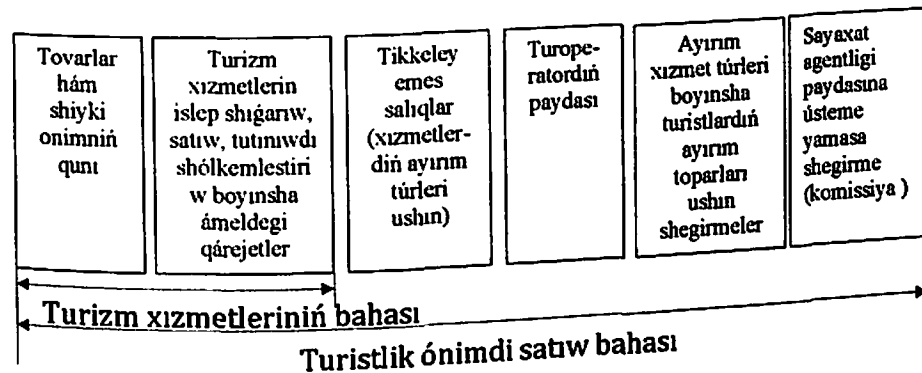 Tovarlar
hám
shiyki
onimniń
qunı
Turizm
xızmetlerin
islep shıǵarıw,
satıw, tutınıwdı
shólkemlestiri
w boyınsha
ámeldegi
qárejetler
Tikkeley
emes
salıqlar
(xızmetler-
diń ayırım
túrleri
ushın)
Turope-
ratordıń
paydası
Ayırım
xızmet túrleri
boyınsha
turistlardıń
ayırım
toparları
ushın
shegirmeler
Sayaxat
agentligi
paydasına
ústeme
yamasa
shegirme
(komissiya )
Turizm xızmetleriniń bahası
Turistlik ónimdi satıw bahası